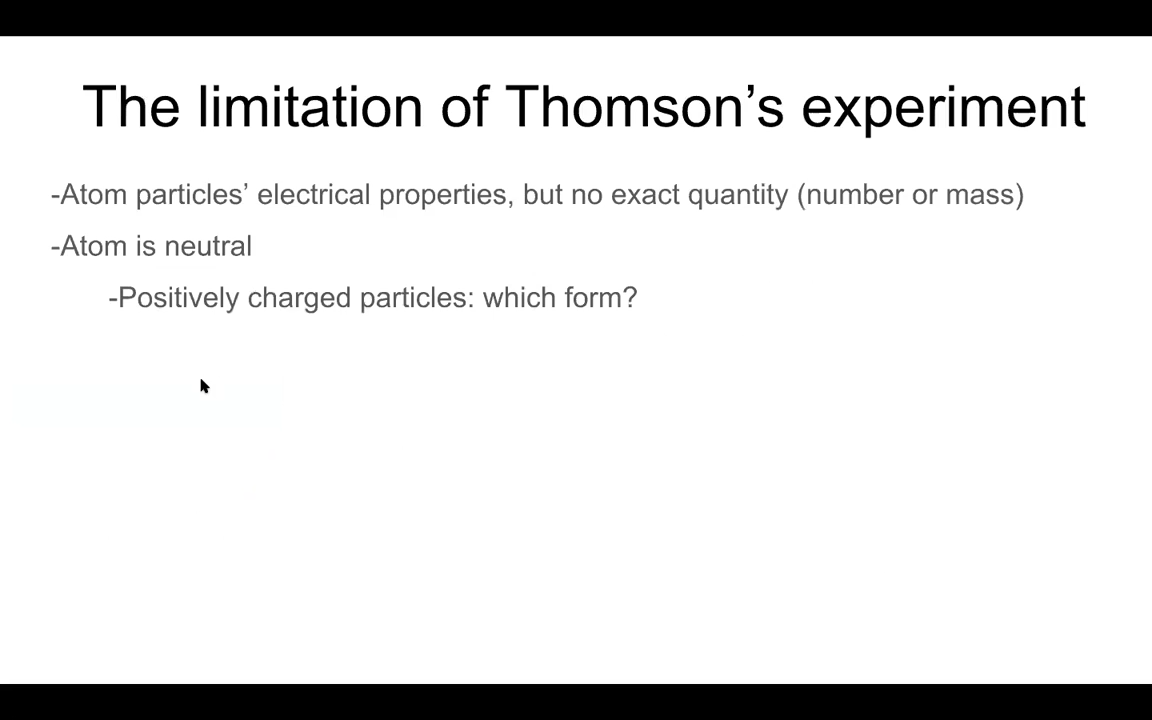 The limitation of Thomson’s experiment
-Atom particles’ electrical properties, but no exact quantity (number or mass)
-Atom is neutral
-Positively charged particles: which form?